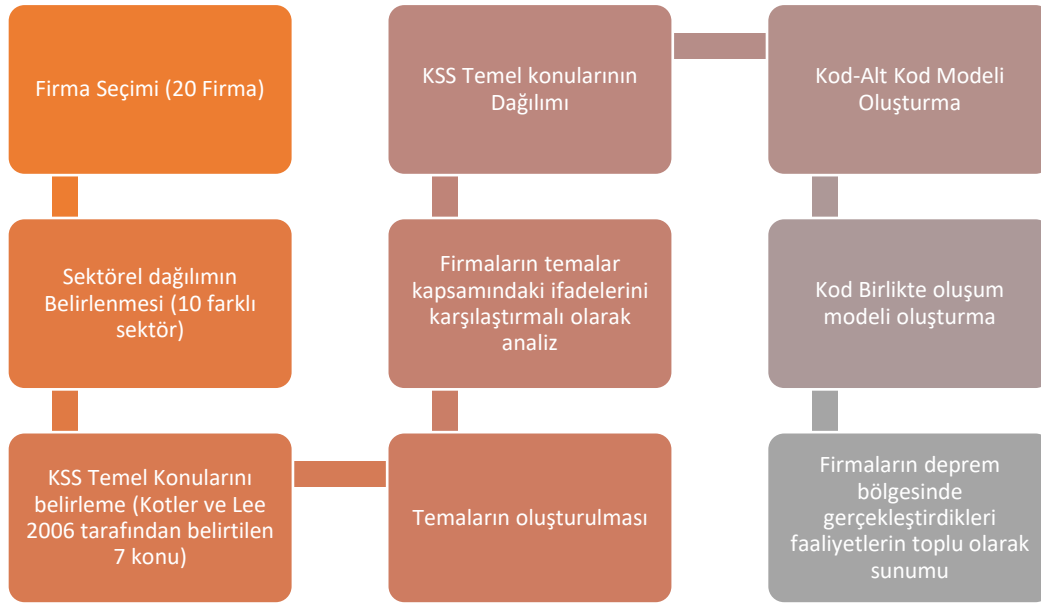 Firma Seçimi (20 Firma)
Sektörel dağılımın
Belirlenmesi (10 farklı
sektör)
KSS Temel Konularını
belirleme (Kotler ve Lee
2006 tarafından belirtilen
7 konu)
Temaların oluşturulması
Firmaların temalar
kapsamındaki ifadelerini
karşılaştırmalı olarak
analiz
KSS Temel konularının
Dağılımı
Kod-Alt Kod Modeli
Oluşturma
Kod Birlikte oluşum
modeli oluşturma
Firmaların deprem
bölgesinde
gerçekleştirdikleri
faaliyetlerin toplu olarak
sunumu